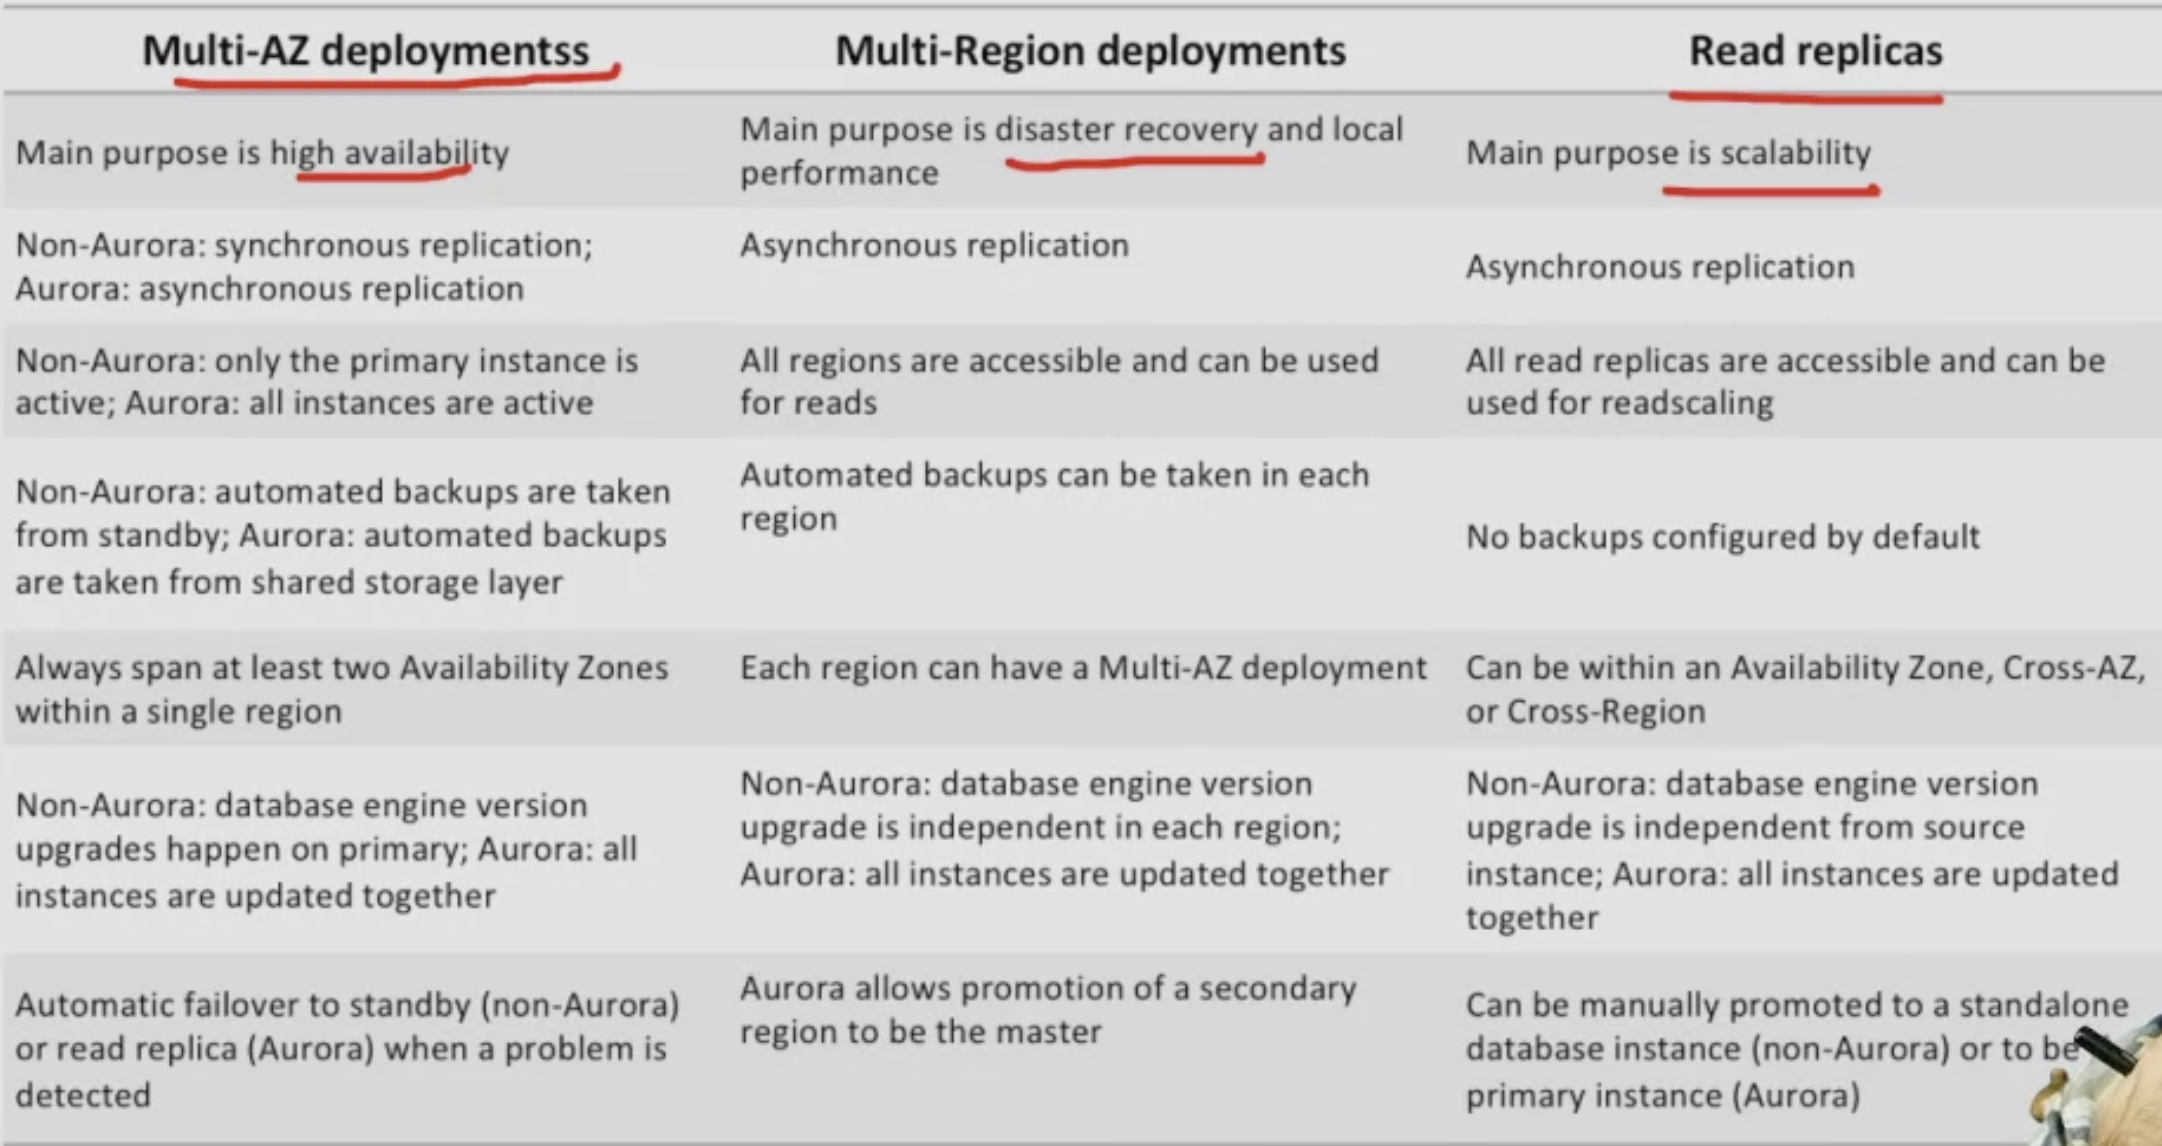 Multi-AZ deploymentss
Multi-Region deployments
Read replicas
Main purpose is high availability
Main purpose is disaster recovery and local
performance
Main purpose is scalability
Non-Aurora: synchronous replication;
Aurora: asynchronous replication
Asynchronous replication
Asynchronous replication
Non-Aurora: only the primary instance is
active; Aurora: all instances are active
All regions are accessible and can be used
for reads
All read replicas are accessible and can be
used for readscaling
Non-Aurora: automated backups are taken
from standby; Aurora: automated backups
are taken from shared storage layer
Automated backups can be taken in each
region
No backups configured by default
Always span at least two Availability Zones
within a single region
Each region can have a Multi-AZ deployment
Can be within an Availability Zone, Cross-AZ,
or Cross-Region
Non-Aurora: database engine version
upgrades happen on primary; Aurora: all
instances are updated together
Non-Aurora: database engine version
upgrade is independent in each region;
Aurora: all instances are updated together
Non-Aurora: database engine version
upgrade is independent from source
instance; Aurora: all instances are updated
together
Automatic failover to standby (non-Aurora)
or read replica (Aurora) when a problem is
detected
Aurora allows promotion of a secondary
region to be the master
Can be manually promoted to a standalone
database instance (non-Aurora) or to be
primary instance (Aurora)